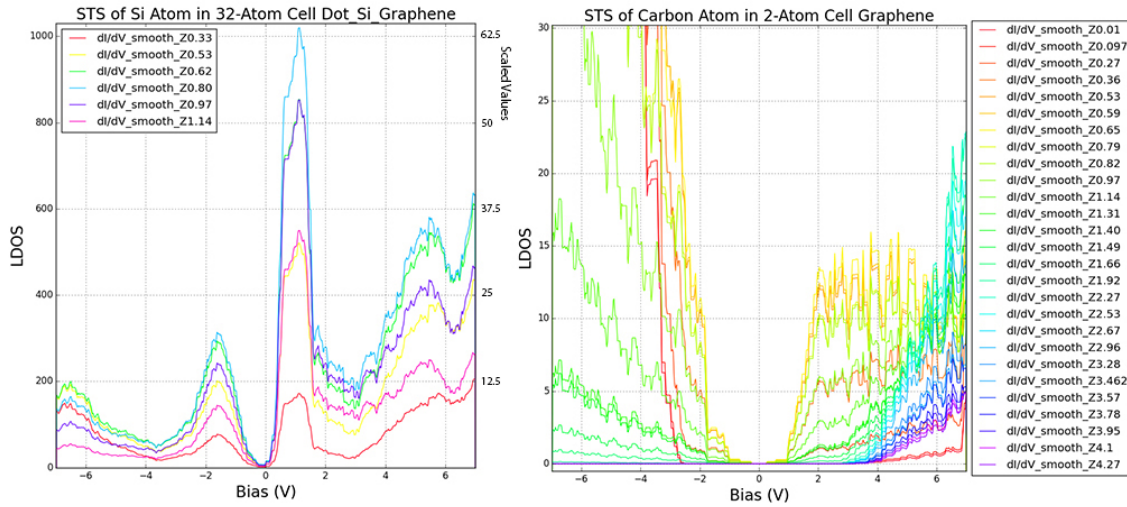 STS of Si Atom in 32-Atom Cell Dot_Si_Graphene
1000
800
600
400
200
0
LDOS
dI/dV_smooth_Z0.33
dI/dV_smooth_Z0.53
dI/dV_smooth_Z0.62
dI/dV_smooth_Z0.80
dI/dV_smooth_Z0.97
dI/dV_smooth_Z1.14
62.5
50
37.5
25
12.5
Scaled Values
−6 −4 −2 0 2 4 6
Bias (V)
STS of Carbon Atom in 2-Atom Cell Graphene
30
25
20
15
10
5
0
LDOS
−6 −4 −2 0 2 4 6
Bias (V)
dI/dV_smooth_Z0.01
dI/dV_smooth_Z0.097
dI/dV_smooth_Z0.27
dI/dV_smooth_Z0.36
dI/dV_smooth_Z0.53
dI/dV_smooth_Z0.59
dI/dV_smooth_Z0.65
dI/dV_smooth_Z0.79
dI/dV_smooth_Z0.82
dI/dV_smooth_Z0.97
dI/dV_smooth_Z1.14
dI/dV_smooth_Z1.31
dI/dV_smooth_Z1.40
dI/dV_smooth_Z1.49
dI/dV_smooth_Z1.66
dI/dV_smooth_Z1.92
dI/dV_smooth_Z2.27
dI/dV_smooth_Z2.53
dI/dV_smooth_Z2.67
dI/dV_smooth_Z2.96
dI/dV_smooth_Z3.28
dI/dV_smooth_Z3.462
dI/dV_smooth_Z3.57
dI/dV_smooth_Z3.78
dI/dV_smooth_Z3.95
dI/dV_smooth_Z4.1
dI/dV_smooth_Z4.27